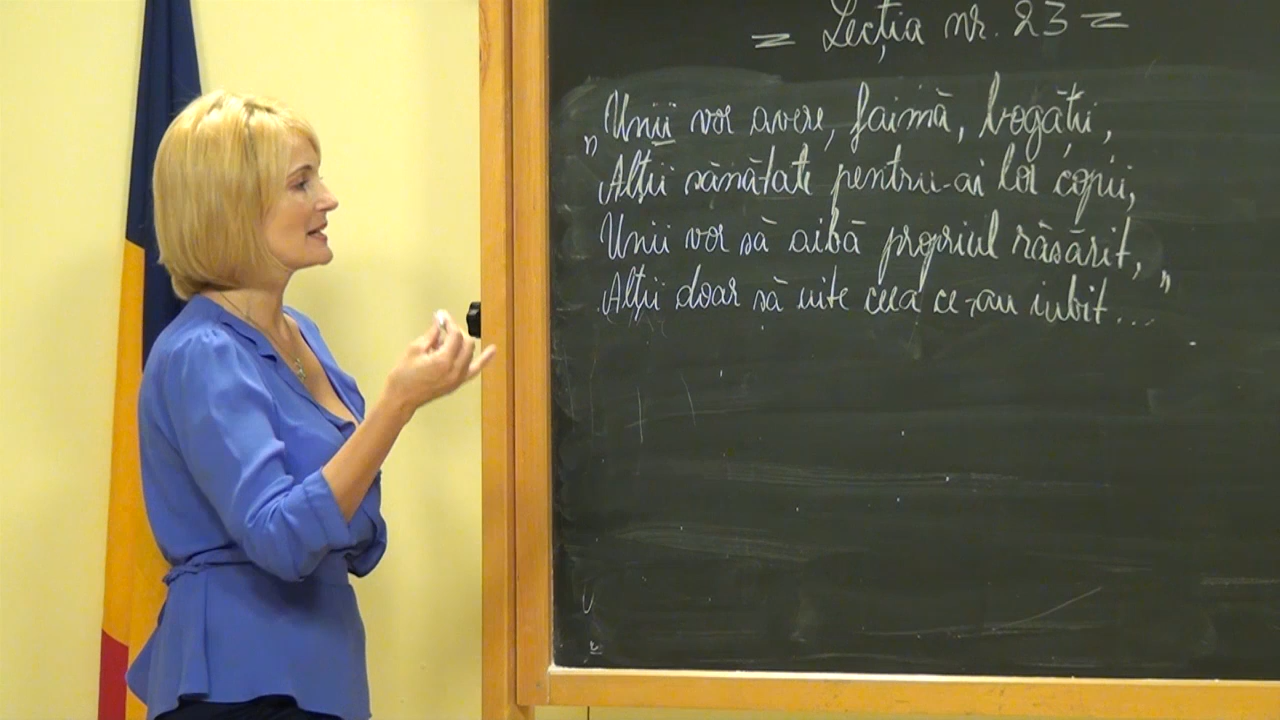 = Lecția nr. 23 =
„Unii vor avere, faimă, bogății,
Alții sănătate pentru-ai lor copii,
Unii vor să aibă propriul răsărit,
Alții doar să uite ceea ce-au iubit..."